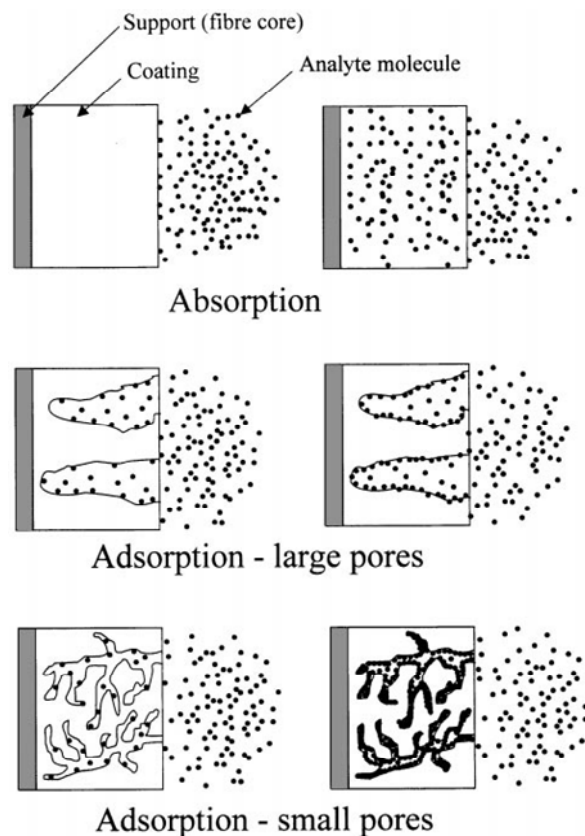 Support (fibre core)
Coating
Analyte molecule
Absorption
Adsorption - large pores
Adsorption - small pores